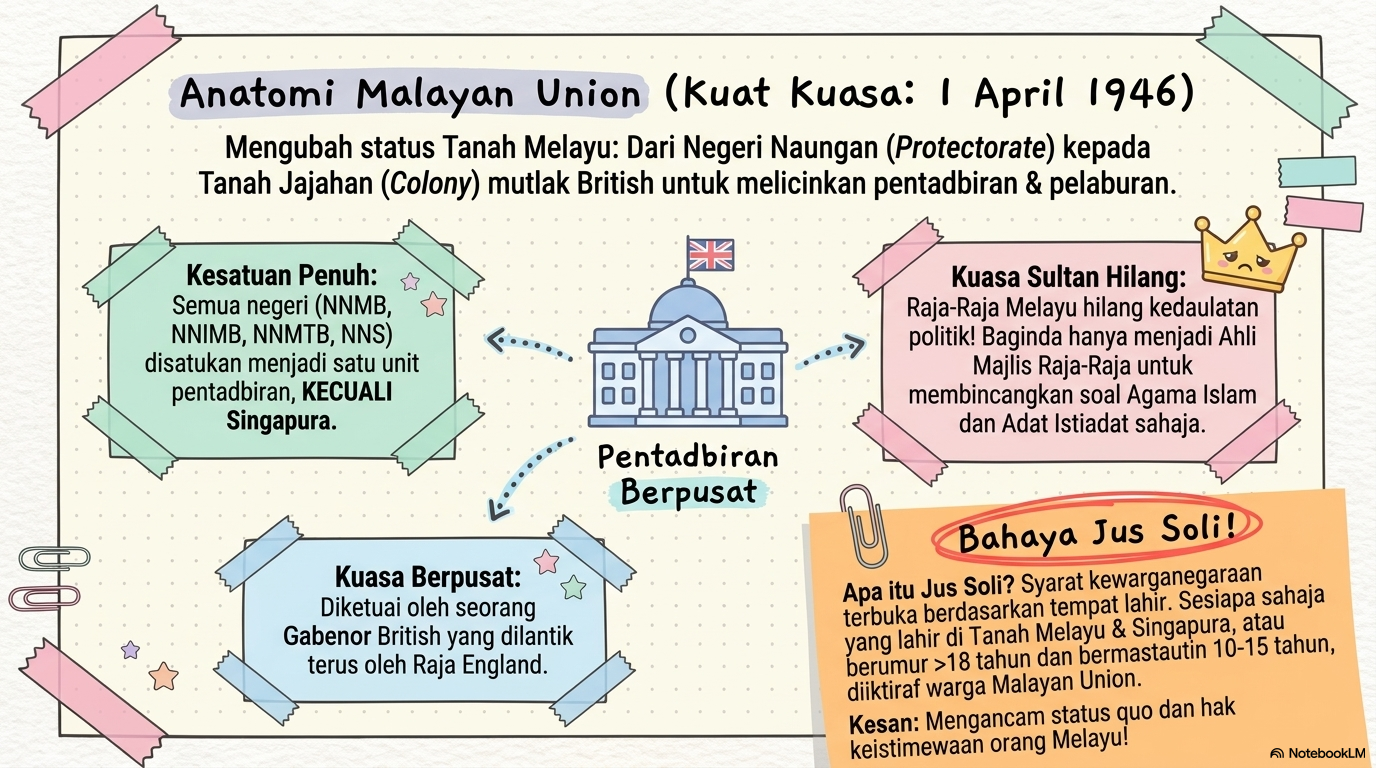 Anatomi Malayan Union (Kuat Kuasa: 1 April 1946)
Mengubah status Tanah Melayu: Dari Negeri Naungan (Protectorate) kepada
Tanah Jajahan (Colony) mutlak British untuk melicinkan pentadbiran & pelaburan.
Kesatuan Penuh:
Semua negeri (NNMB,
NNIMB, NNMTB, NNS)
disatukan menjadi satu unit
pentadbiran, KECUALI
Singapura.
Pentadbiran
Berpusat
Kuasa Sultan Hilang:
Raja-Raja Melayu hilang kedaulatan
politik! Baginda hanya menjadi Ahli
Majlis Raja-Raja untuk
membincangkan soal Agama Islam
dan Adat Istiadat sahaja.
Kuasa Berpusat:
Diketuai oleh seorang
Gabenor British yang dilantik
terus oleh Raja England.
Bahaya Jus Soli!
Apa itu Jus Soli? Syarat kewarganegaraan
terbuka berdasarkan tempat lahir. Sesiapa sahaja
yang lahir di Tanah Melayu & Singapura, atau
berumur >18 tahun dan bermastautin 10-15 tahun,
diiktiraf warga Malayan Union.
Kesan: Mengancam status quo dan hak
keistimewaan orang Melayu!
NotebookLM